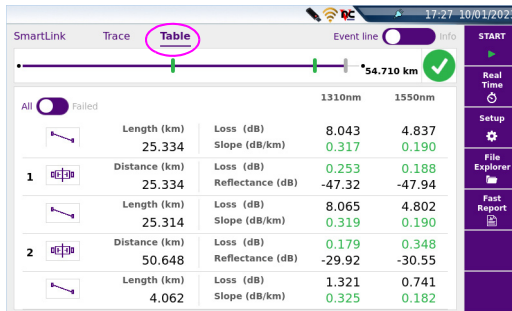 17:27 10/01/2023
SmartLink Trace Table Event line Info
START
54.710 km
Real Time
All Failed
1310nm 1550nm
Setup
Length (km) Loss (dB) 8.043 4.837
25.334 Slope (dB/km) 0.317 0.190
File Explorer
1 Distance (km) Loss (dB) 0.253 0.188
25.334 Reflectance (dB) -47.32 -47.94
Fast Report
Length (km) Loss (dB) 8.065 4.802
25.314 Slope (dB/km) 0.319 0.190
2 Distance (km) Loss (dB) 0.179 0.348
50.648 Reflectance (dB) -29.92 -30.55
Length (km) Loss (dB) 1.321 0.741
4.062 Slope (dB/km) 0.325 0.182